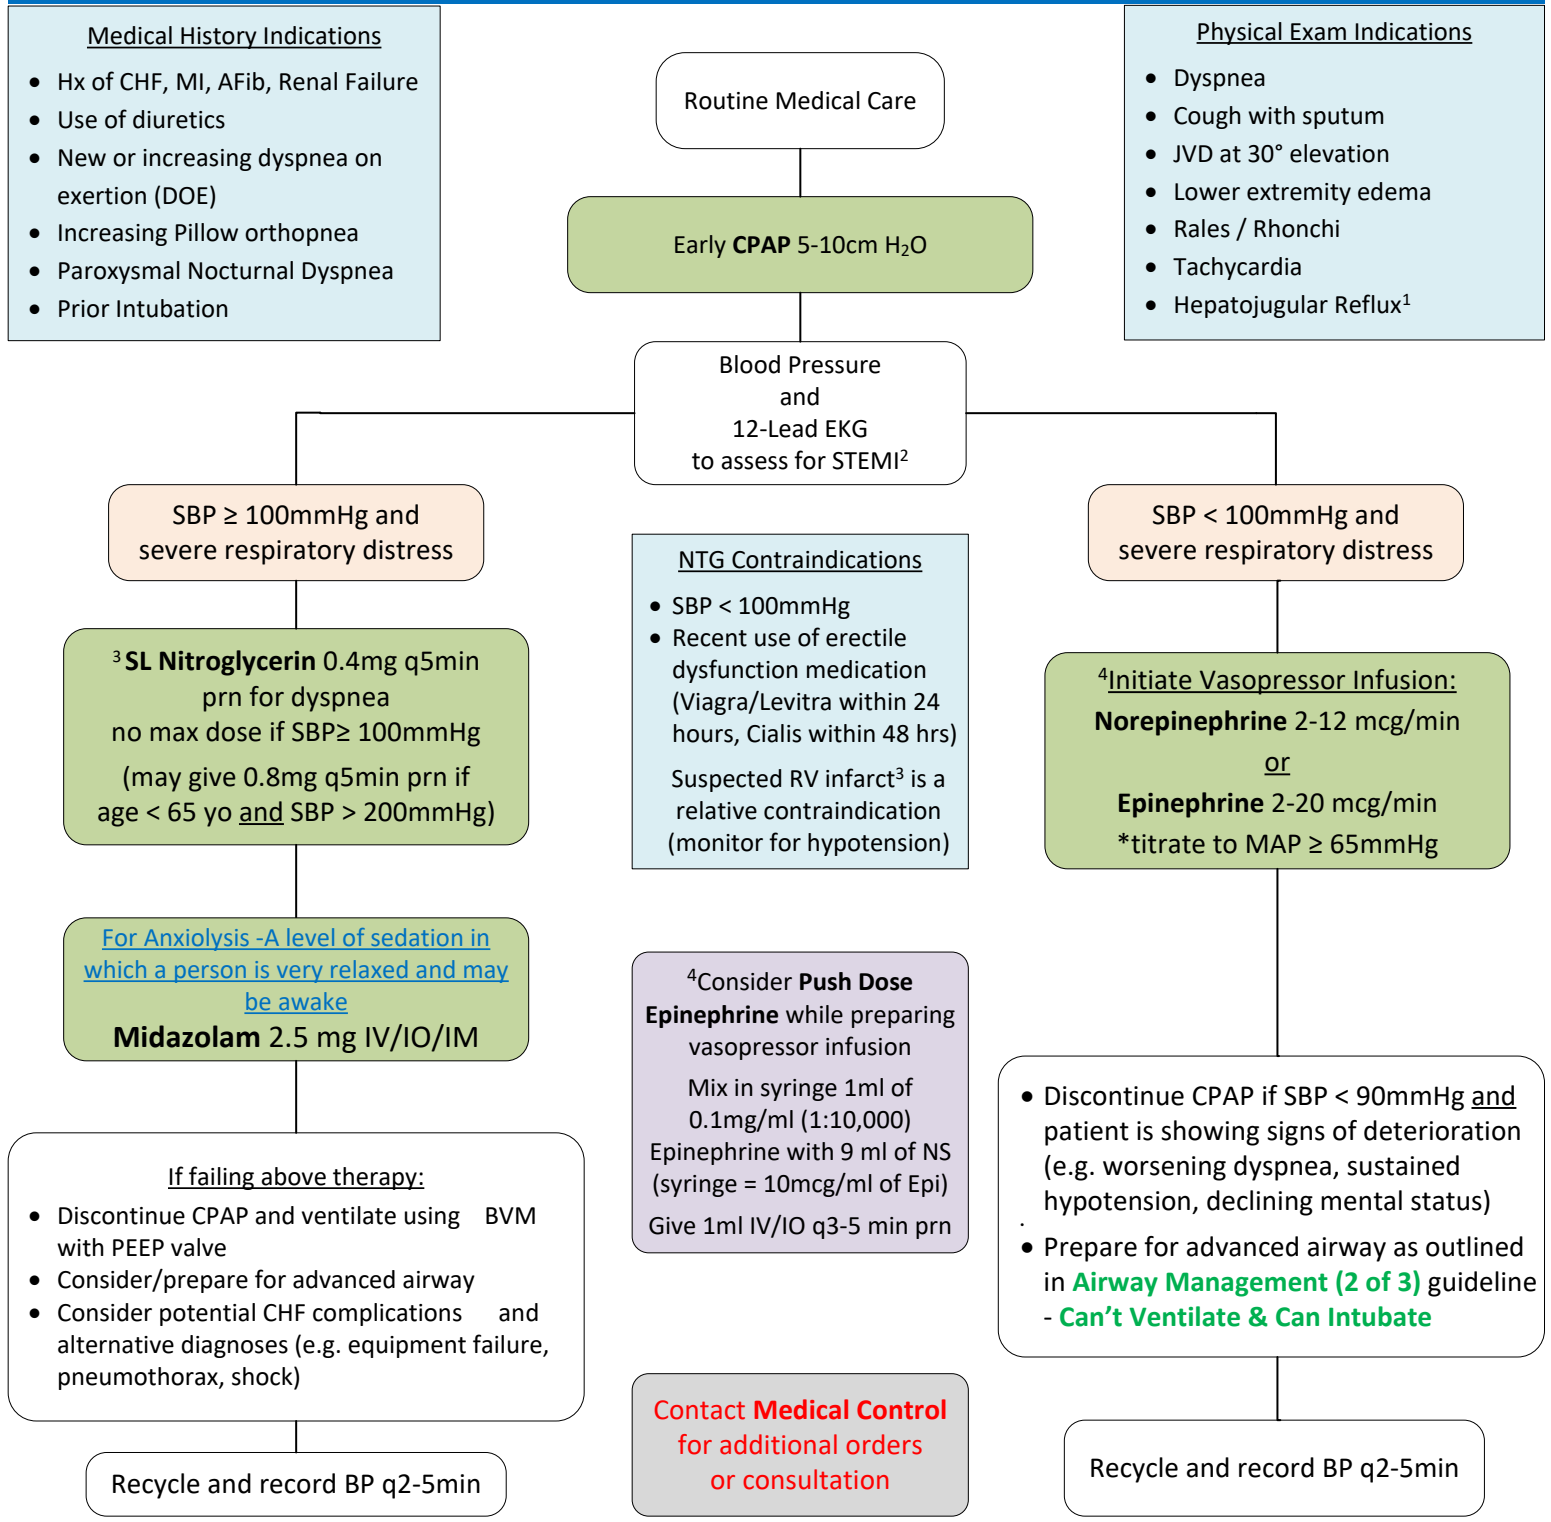 Medical History Indications
• Hx of CHF, MI, AFib, Renal Failure
• Use of diuretics
• New or increasing dyspnea on
exertion (DOE)
• Increasing Pillow orthopnea
• Paroxysmal Nocturnal Dyspnea
• Prior Intubation
Routine Medical Care
Physical Exam Indications
• Dyspnea
• Cough with sputum
• JVD at 30° elevation
• Lower extremity edema
• Rales / Rhonchi
• Tachycardia
• Hepatojugular Reflux¹
Early CPAP 5-10cm H₂O
Blood Pressure
and
12-Lead EKG
to assess for STEMI²
SBP ≥ 100mmHg and
severe respiratory distress
³ SL Nitroglycerin 0.4mg q5min
prn for dyspnea
no max dose if SBP≥ 100mmHg
(may give 0.8mg q5min prn if
age < 65 yo and SBP > 200mmHg)
For Anxiolysis -A level of sedation in
which a person is very relaxed and may
be awake
Midazolam 2.5 mg IV/IO/IM
If failing above therapy:
• Discontinue CPAP and ventilate using BVM
with PEEP valve
• Consider/prepare for advanced airway
• Consider potential CHF complications and
alternative diagnoses (e.g. equipment failure,
pneumothorax, shock)
Recycle and record BP q2-5min
NTG Contraindications
• SBP < 100mmHg
• Recent use of erectile
dysfunction medication
(Viagra/Levitra within 24
hours, Cialis within 48 hrs)
Suspected RV infarct³ is a
relative contraindication
(monitor for hypotension)
⁴Consider Push Dose
Epinephrine while preparing
vasopressor infusion
Mix in syringe 1ml of
0.1mg/ml (1:10,000)
Epinephrine with 9 ml of NS
(syringe = 10mcg/ml of Epi)
Give 1ml IV/IO q3-5 min prn
Contact Medical Control
for additional orders
or consultation
SBP < 100mmHg and
severe respiratory distress
⁴Initiate Vasopressor Infusion:
Norepinephrine 2-12 mcg/min
or
Epinephrine 2-20 mcg/min
*titrate to MAP ≥ 65mmHg
• Discontinue CPAP if SBP < 90mmHg and
patient is showing signs of deterioration
(e.g. worsening dyspnea, sustained
hypotension, declining mental status)
.
• Prepare for advanced airway as outlined
in Airway Management (2 of 3) guideline
- Can’t Ventilate & Can Intubate
Recycle and record BP q2-5min